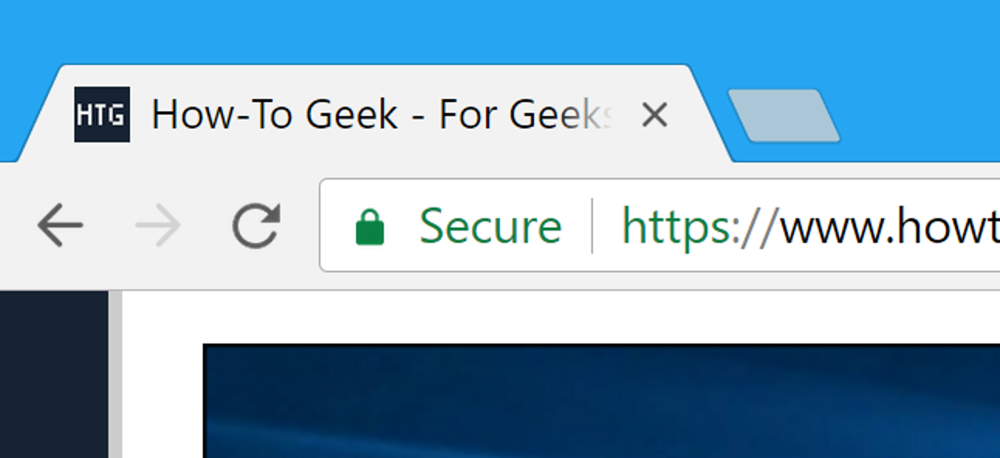 HTG How-To Geek - For Geeks
Secure https://www.howt